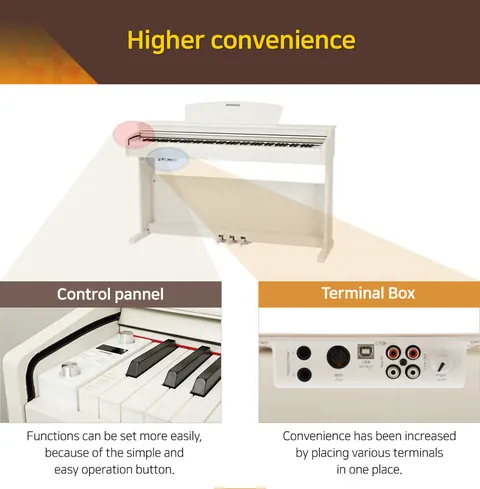 Higher convenience
Control pannel
Terminal Box
Functions can be set more easily,
because of the simple and
easy operation button.
Convenience has been increased
by placing various terminals
in one place.